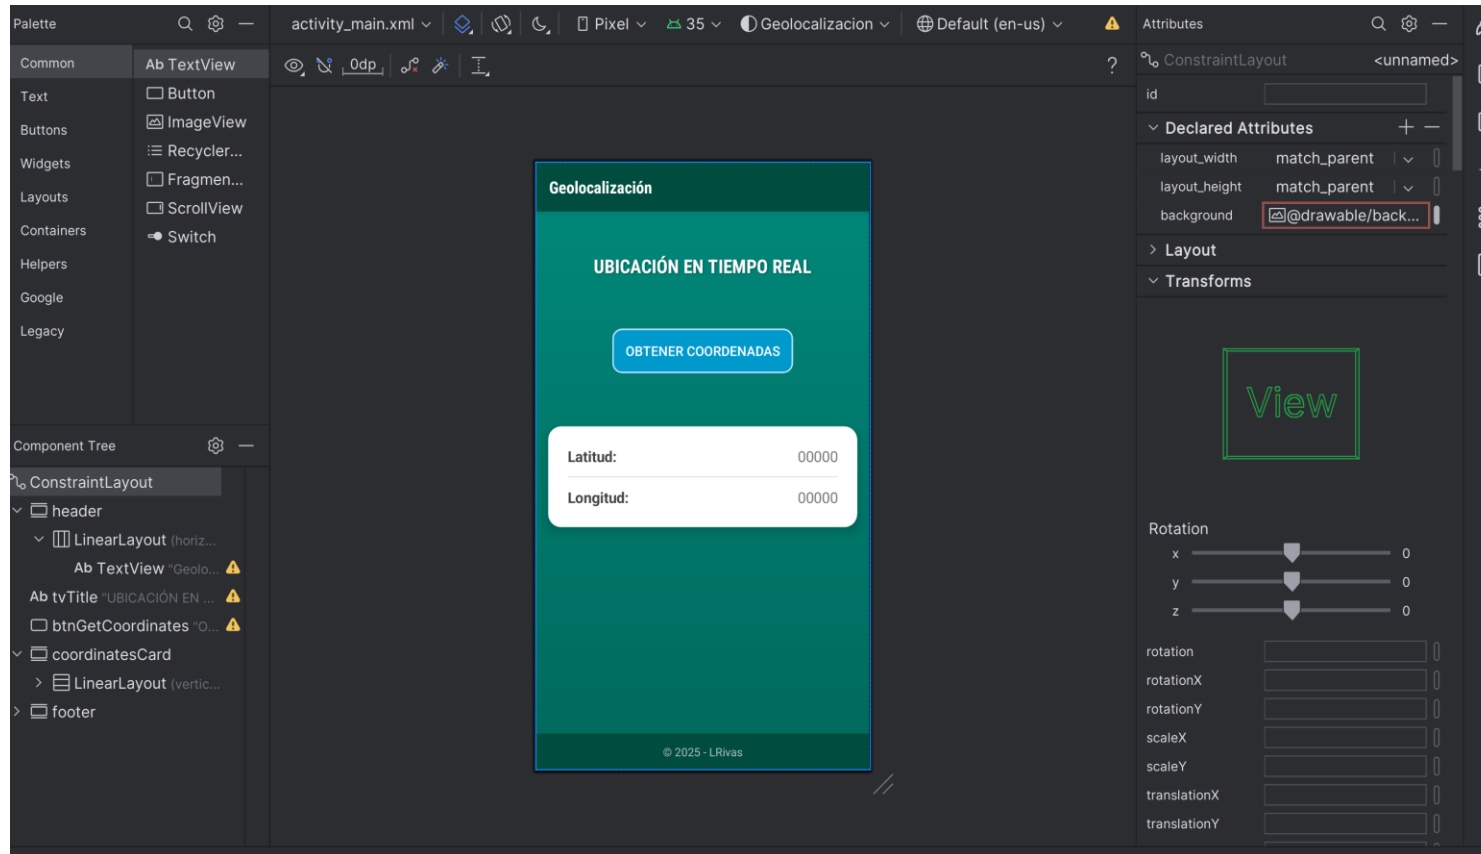 Palette
activity_main.xml
Pixel
35
Geolocalizacion
Default (en-us)
Attributes
Common
Text
Buttons
Widgets
Layouts
Containers
Helpers
Google
Legacy
Ab TextView
Button
ImageView
Recycler...
Fragmen...
ScrollView
Switch
0dp
?
Component Tree
ConstraintLayout
header
LinearLayout (horiz...
Ab TextView "Geolo...
Ab tvTitle "UBICACIÓN EN ...
btnGetCoordinates "O...
coordinatesCard
LinearLayout (vertic...
footer
Geolocalización
UBICACIÓN EN TIEMPO REAL
OBTENER COORDENADAS
Latitud: 00000
Longitud: 00000
© 2025 - LRivas
ConstraintLayout <unnamed>
id
Declared Attributes
layout_width match_parent
layout_height match_parent
background @drawable/back...
Layout
Transforms
View
Rotation
x 0
y 0
z 0
rotation
rotationX
rotationY
scaleX
scaleY
translationX
translationY